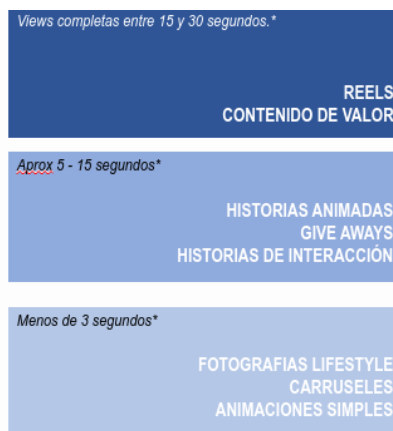 Views completas entre 15 y 30 segundos.*
REELS
CONTENIDO DE VALOR
Aprox 5 - 15 segundos*
HISTORIAS ANIMADAS
GIVE AWAYS
HISTORIAS DE INTERACCIÓN
Menos de 3 segundos*
FOTOGRAFIAS LIFESTYLE
CARRUSELES
ANIMACIONES SIMPLES